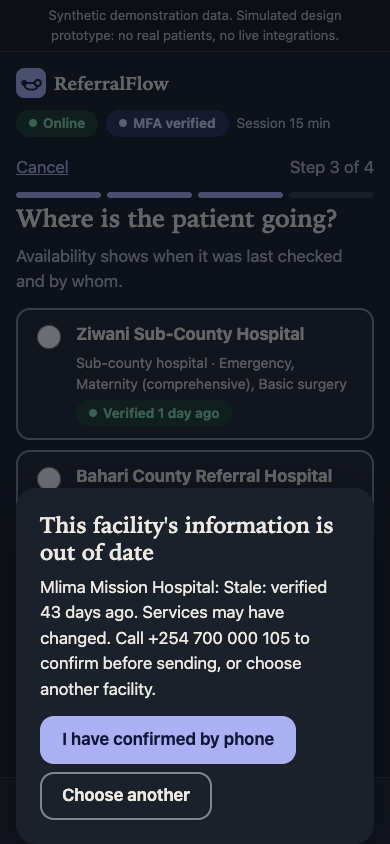 Synthetic demonstration data. Simulated design
prototype: no real patients, no live integrations.
ReferralFlow
Online
MFA verified
Session 15 min
Cancel
Step 3 of 4
Where is the patient going?
Availability shows when it was last checked
and by whom.
Ziwani Sub-County Hospital
Sub-county hospital · Emergency,
Maternity (comprehensive), Basic surgery
Verified 1 day ago
Bahari County Referral Hospital
This facility's information is
out of date
Mlima Mission Hospital: Stale: verified
43 days ago. Services may have
changed. Call +254 700 000 105 to
confirm before sending, or choose
another facility.
I have confirmed by phone
Choose another